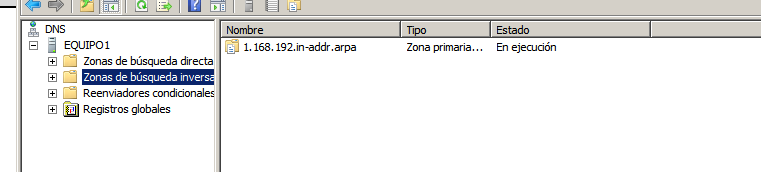 DNS
EQUIPO1
Zonas de búsqueda directa
Zonas de búsqueda inversa
Reenviadores condicionales
Registros globales
Nombre Tipo Estado
1.168.192.in-addr.arpa Zona primaria... En ejecución